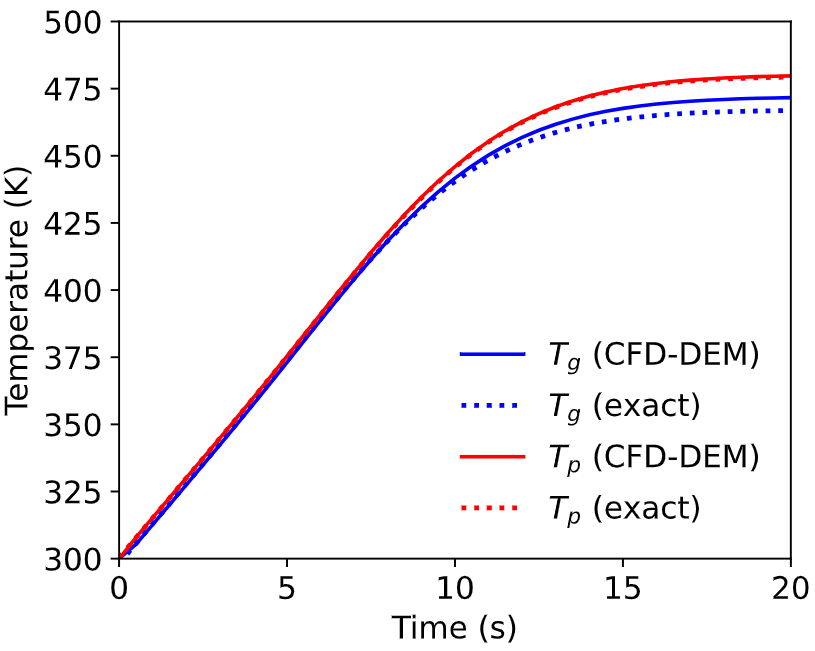 500
475
450
425
400
375
350
325
300
Temperature (K)
T_g (CFD-DEM)
T_g (exact)
T_p (CFD-DEM)
T_p (exact)
0 5 10 15 20
Time (s)